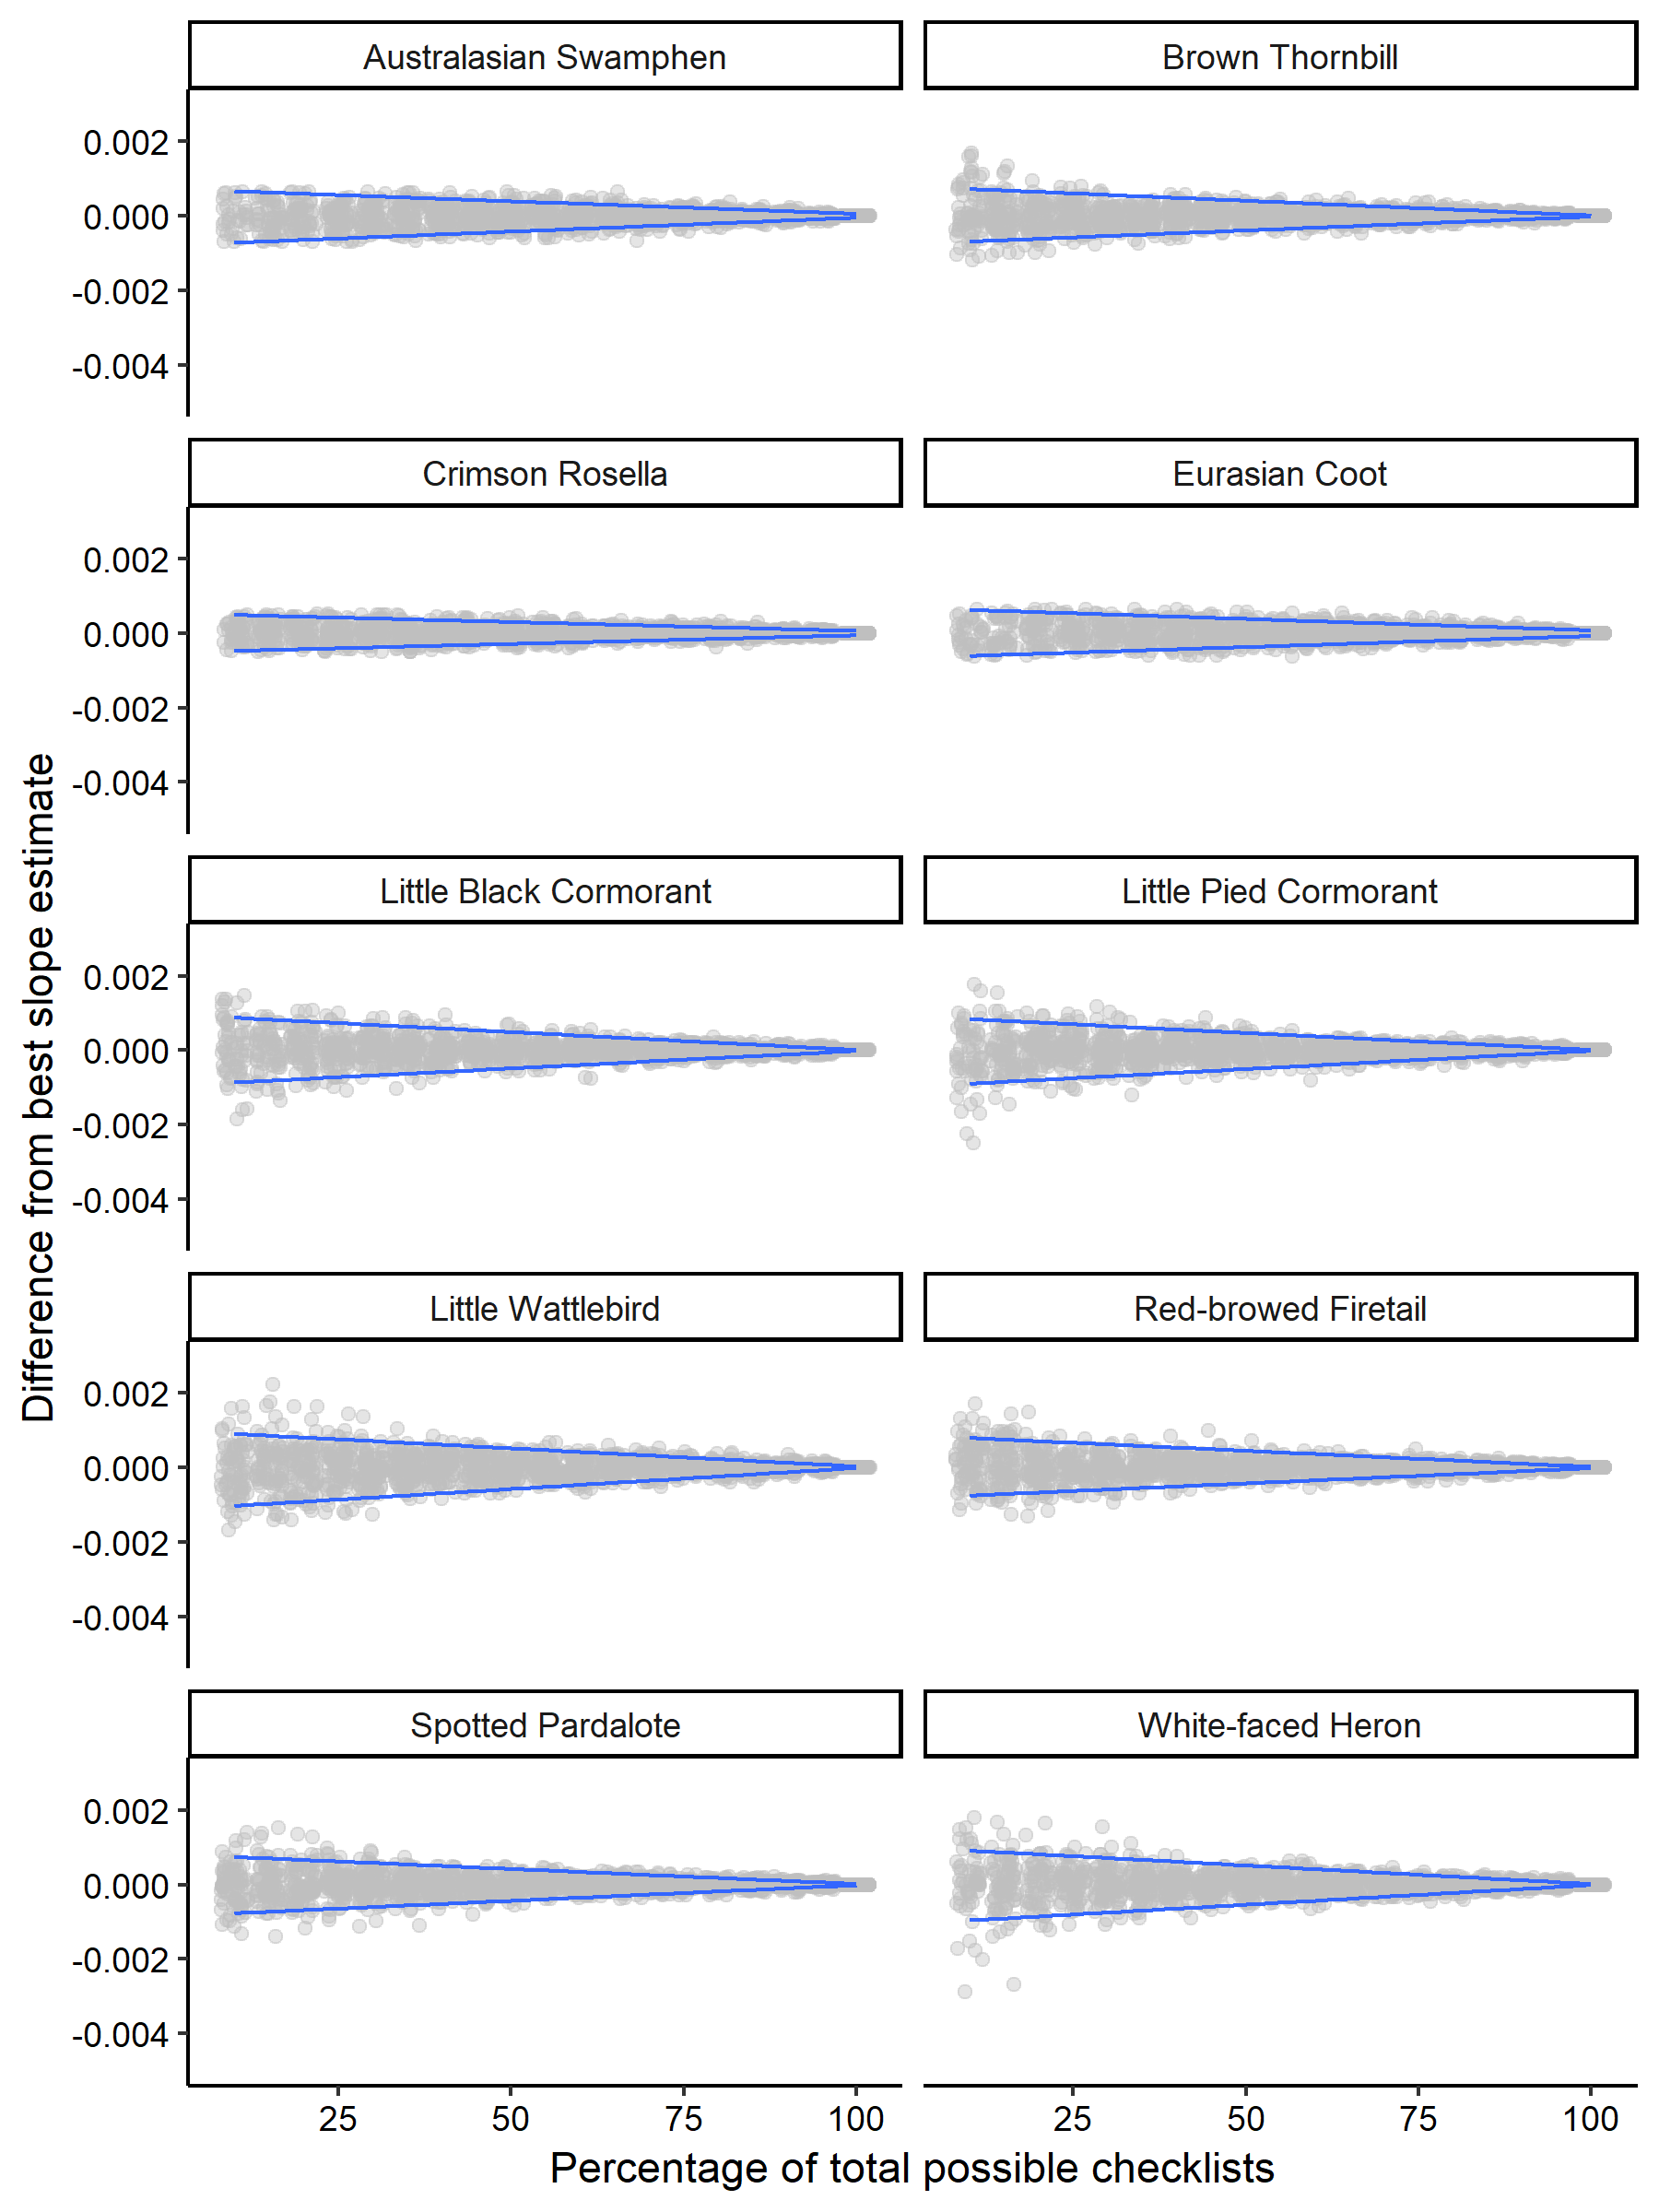 Australasian Swamphen
Brown Thornbill
0.002
0.000
-0.002
-0.004
Crimson Rosella
Eurasian Coot
0.002
0.000
-0.002
-0.004
Little Black Cormorant
Little Pied Cormorant
0.002
0.000
-0.002
-0.004
Little Wattlebird
Red-browed Firetail
0.002
0.000
-0.002
-0.004
Spotted Pardalote
White-faced Heron
0.002
0.000
-0.002
-0.004
25 50 75 100
25 50 75 100
Percentage of total possible checklists
Difference from best slope estimate